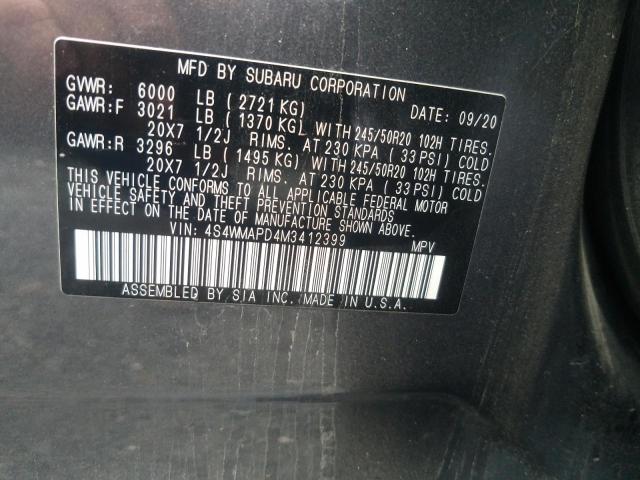 MFD BY SUBARU CORPORATION
GVWR: 6000 LB ( 2721 KG) DATE: 09/20
GAWR:F 3021 LB ( 1370 KG) WITH 245/50R20 102H TIRES.
20X7 1/2J RIMS. AT 230 KPA ( 33 PSI) COLD
GAWR:R 3296 LB ( 1495 KG) WITH 245/50R20 102H TIRES.
20X7 1/2J RIMS. AT 230 KPA ( 33 PSI) COLD
THIS VEHICLE CONFORMS TO ALL APPLICABLE FEDERAL MOTOR
VEHICLE SAFETY AND THEFT PREVENTION STANDARDS
IN EFFECT ON THE DATE OF MANUFACTURE SHOWN ABOVE.
VIN: 4S4WMAPD4M3412399 MPV
ASSEMBLED BY SIA INC. MADE IN U.S.A.